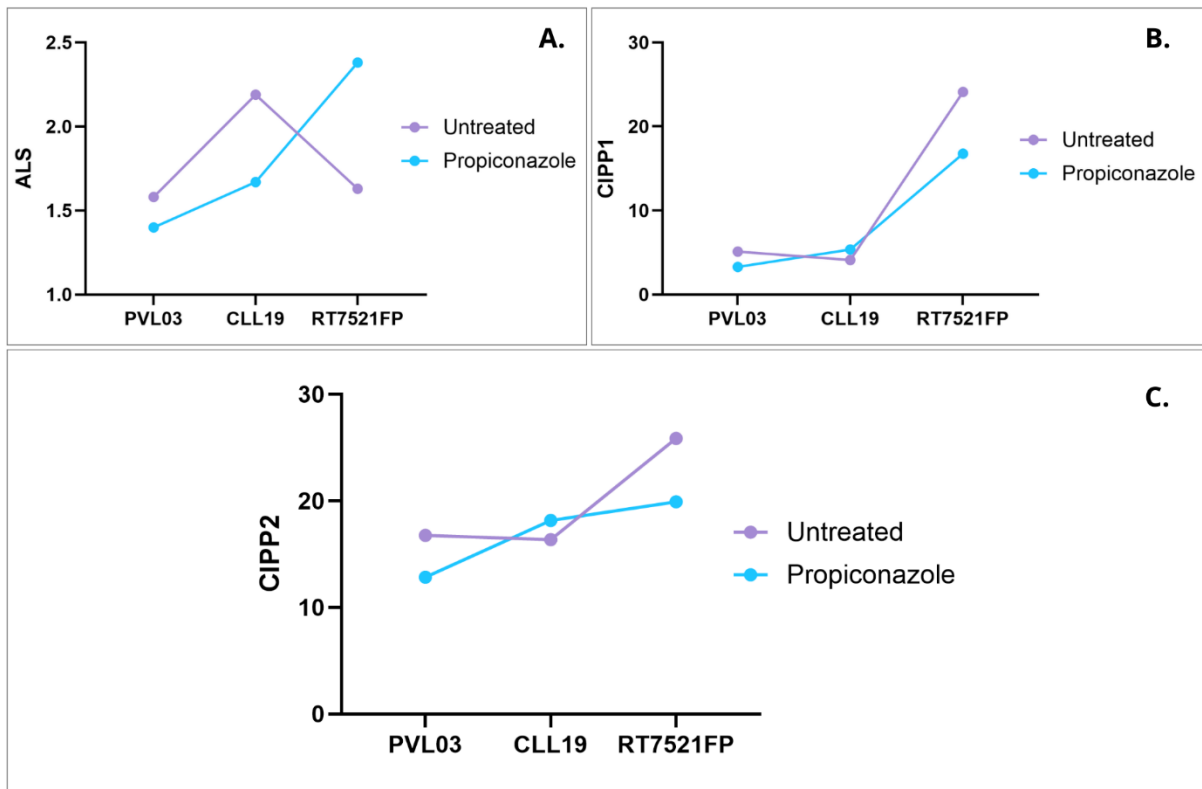 A.
2.5
2.0
1.5
1.0
ALS
PVL03 CLL19 RT7521FP
Untreated
Propiconazole
B.
30
20
10
0
CIPP1
PVL03 CLL19 RT7521FP
Untreated
Propiconazole
C.
30
20
10
0
CIPP2
PVL03 CLL19 RT7521FP
Untreated
Propiconazole